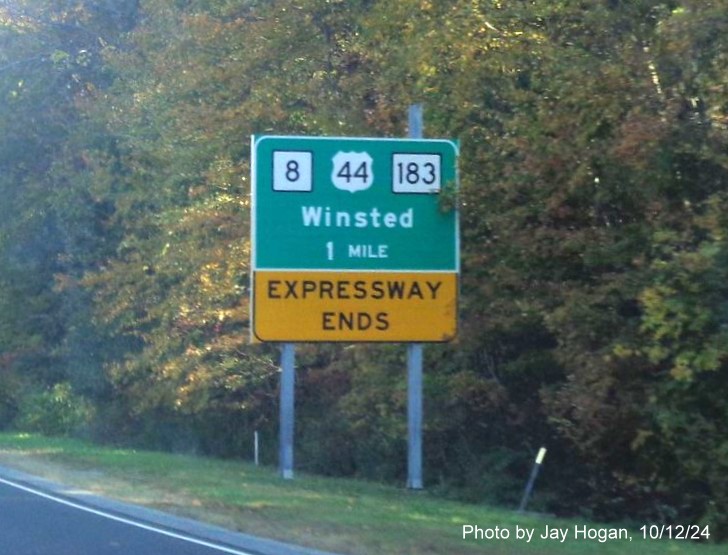 8 44 183
Winsted
1 MILE
EXPRESSWAY
ENDS
Photo by Jay Hogan, 10/12/24